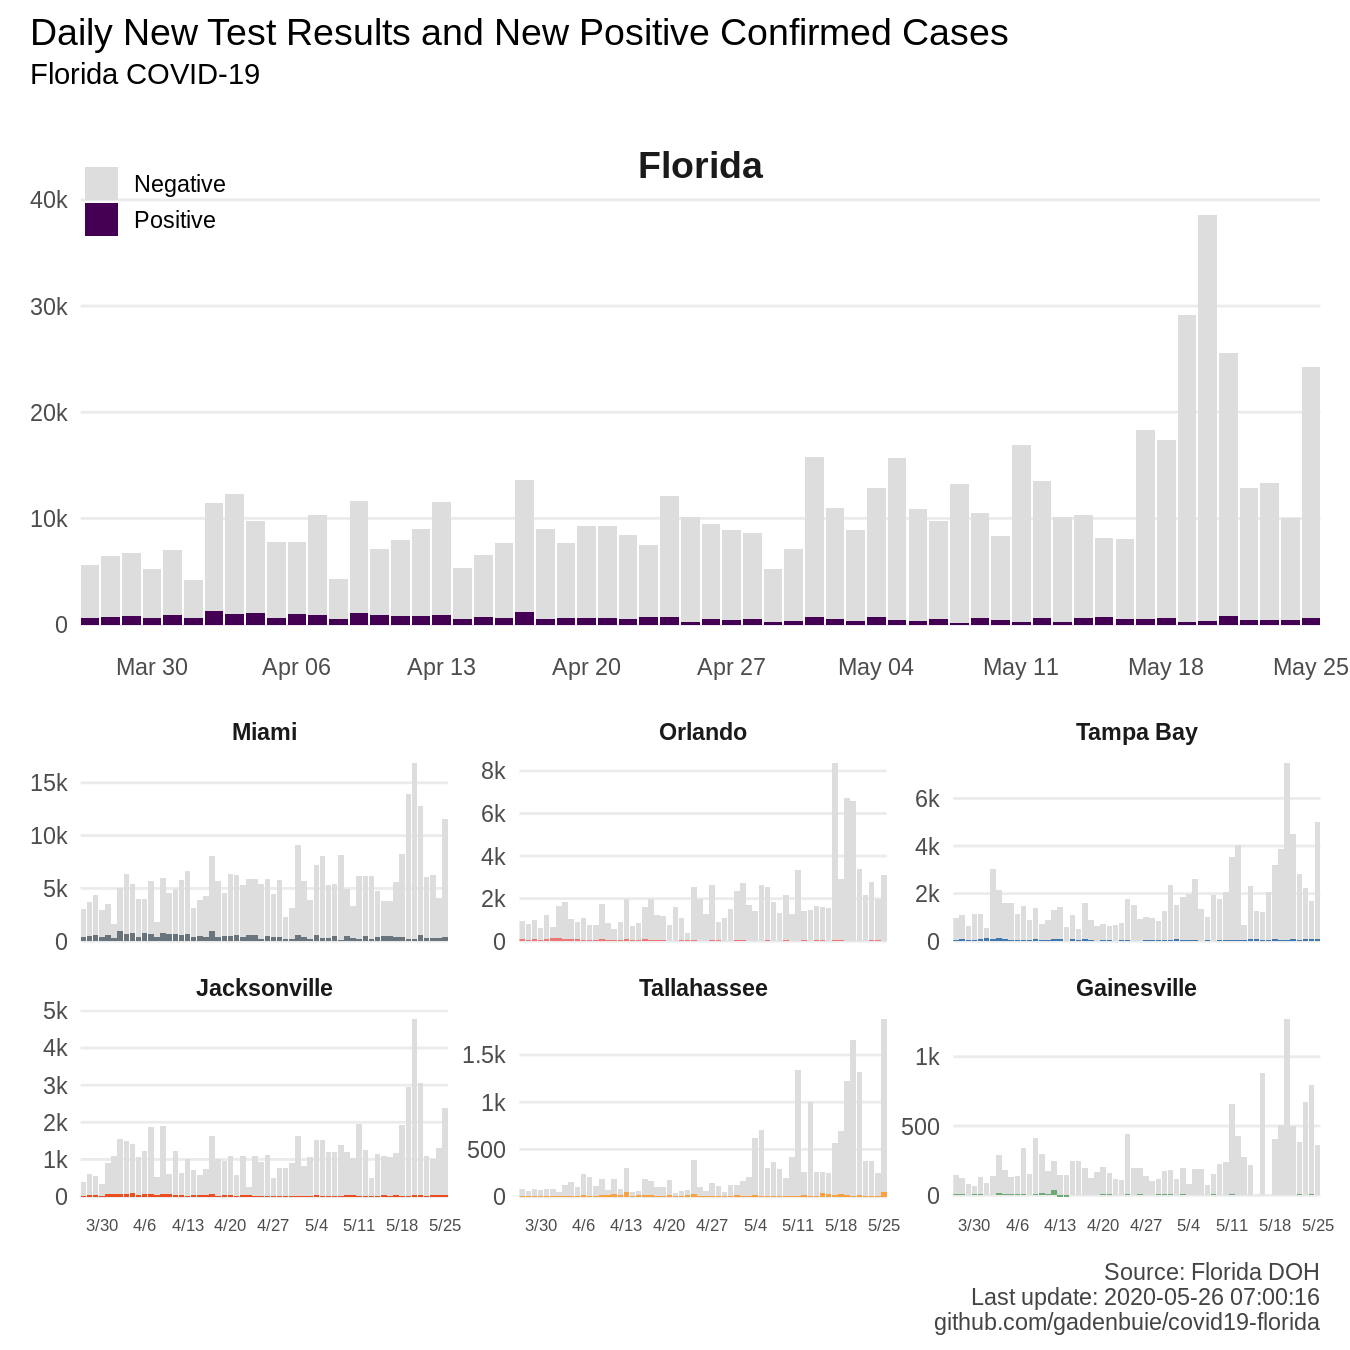 Daily New Test Results and New Positive Confirmed Cases
Florida COVID-19
Florida
Negative
Positive
40k
30k
20k
10k
0
Mar 30 Apr 06 Apr 13 Apr 20 Apr 27 May 04 May 11 May 18 May 25
Miami
15k
10k
5k
0
Orlando
8k
6k
4k
2k
0
Tampa Bay
6k
4k
2k
0
Jacksonville
5k
4k
3k
2k
1k
0
3/30 4/6 4/13 4/20 4/27 5/4 5/11 5/18 5/25
Tallahassee
1.5k
1k
500
0
3/30 4/6 4/13 4/20 4/27 5/4 5/11 5/18 5/25
Gainesville
1k
500
0
3/30 4/6 4/13 4/20 4/27 5/4 5/11 5/18 5/25
Source: Florida DOH
Last update: 2020-05-26 07:00:16
github.com/gadenbuie/covid19-florida